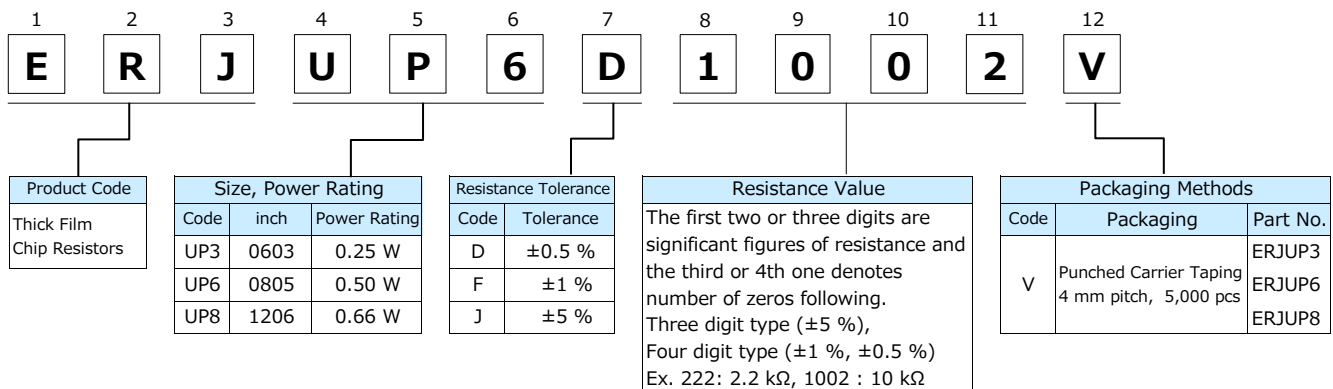 1 2 3 4 5 6 7 8 9 10 11 12
E R J U P 6 D 1 0 0 2 V
Product Code
Thick Film
Chip Resistors
Size, Power Rating
Code inch Power Rating
UP3 0603 0.25 W
UP6 0805 0.50 W
UP8 1206 0.66 W
Resistance Tolerance
Code Tolerance
D ±0.5 %
F ±1 %
J ±5 %
Resistance Value
The first two or three digits are
significant figures of resistance and
the third or 4th one denotes
number of zeros following.
Three digit type (±5 %),
Four digit type (±1 %, ±0.5 %)
Ex. 222: 2.2 kΩ, 1002 : 10 kΩ
Packaging Methods
Code Packaging Part No.
V Punched Carrier Taping
4 mm pitch, 5,000 pcs
ERJUP3
ERJUP6
ERJUP8